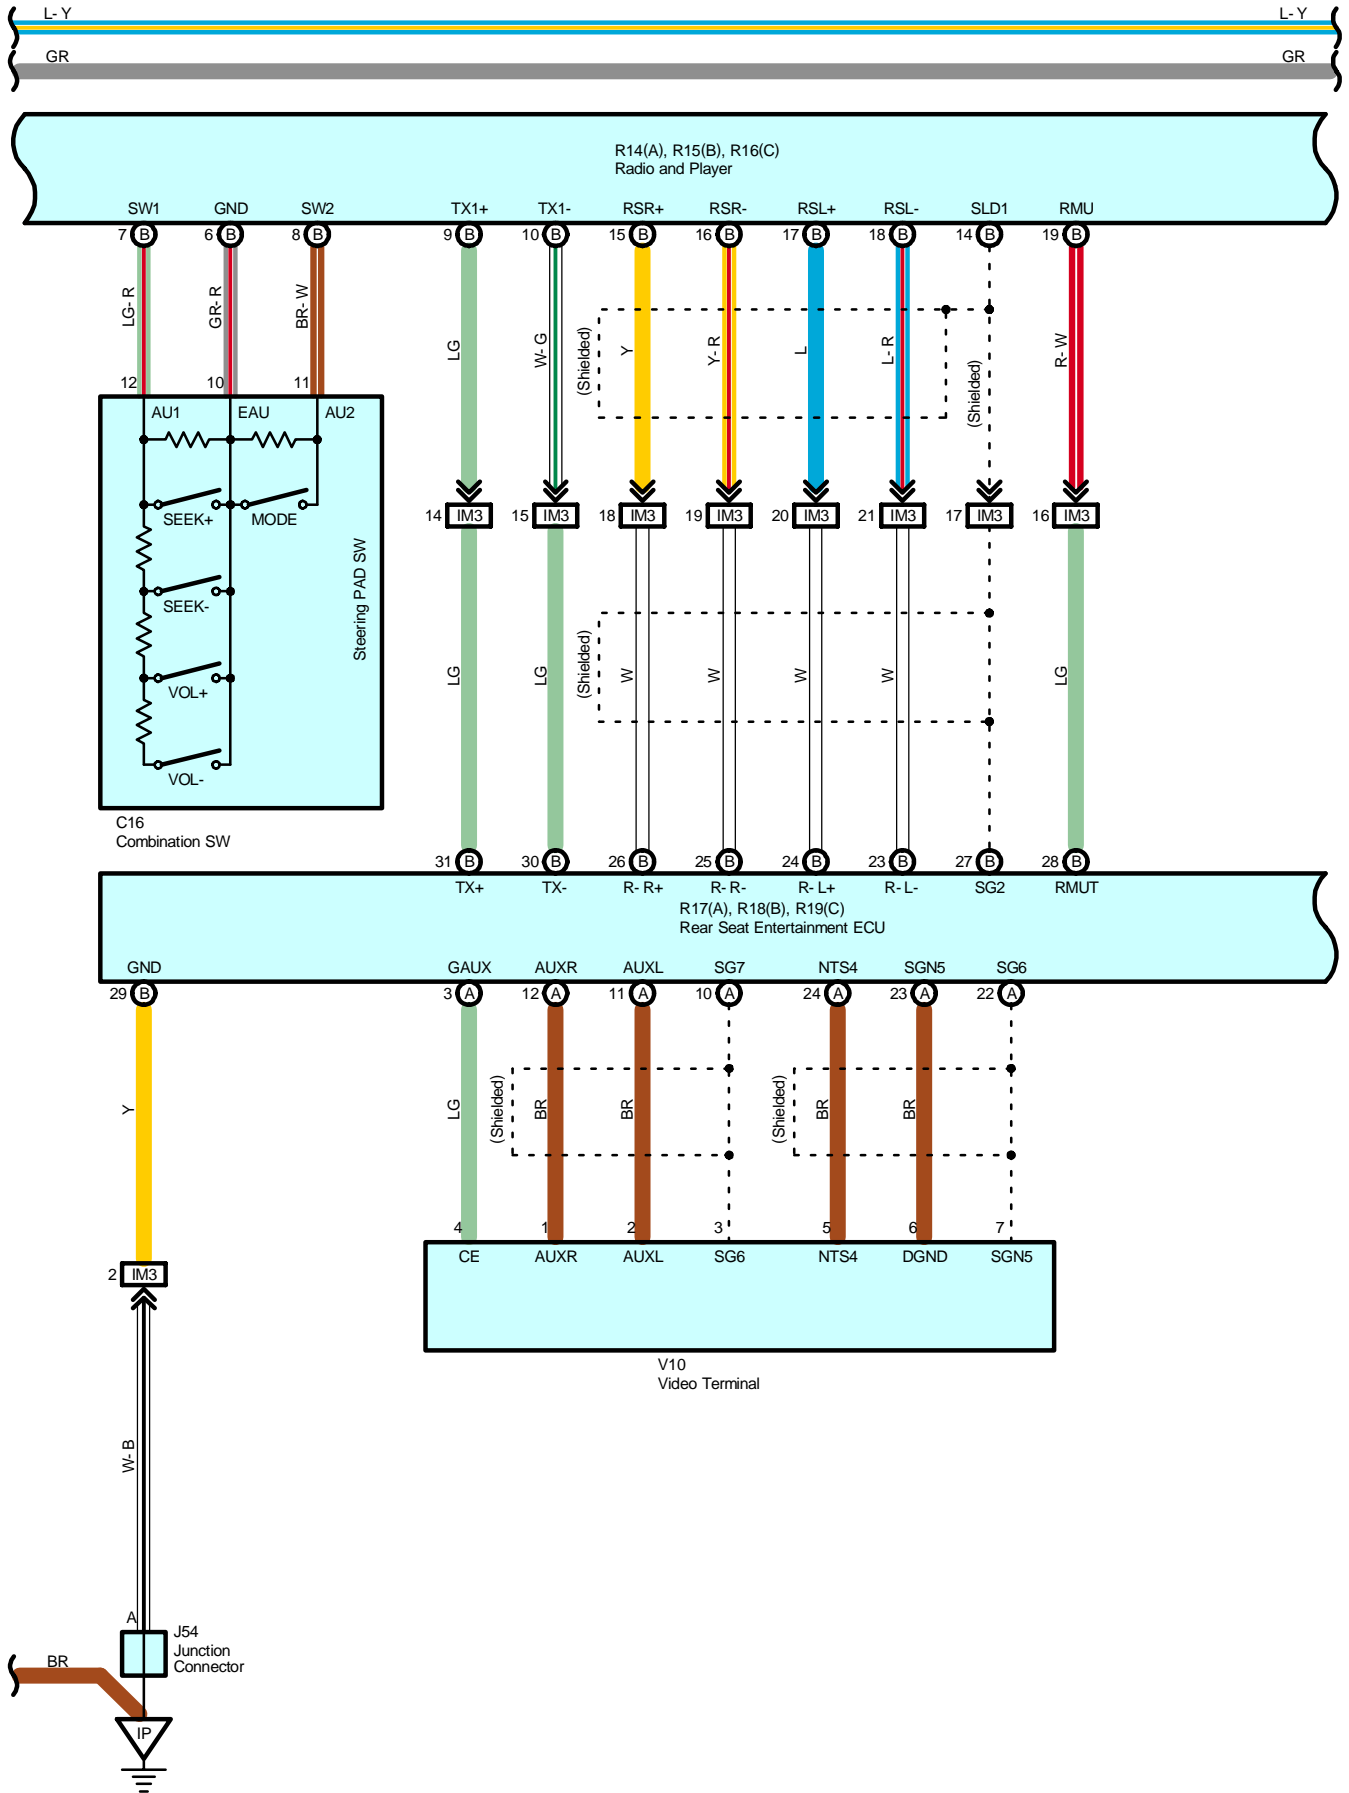 L- Y L- Y
GR GR
R14(A), R15(B), R16(C)
Radio and Player
SW1 GND SW2 TX1+ TX1- RSR+ RSR- RSL+ RSL- SLD1 RMU
7 B 6 B 8 B 9 B 10 B 15 B 16 B 17 B 18 B 14 B 19 B
LG- R GR- R BR- W LG W- G (Shielded) Y Y- R L L- R (Shielded) R- W
12 10 11
AU1 EAU AU2
SEEK+ MODE
14 IM3 15 IM3 18 IM3 19 IM3 20 IM3 21 IM3 17 IM3 16 IM3
SEEK-
Steering PAD SW
VOL+
VOL-
LG LG (Shielded) W W W W LG
C16
Combination SW
31 B 30 B 26 B 25 B 24 B 23 B 27 B 28 B
TX+ TX- R- R+ R- R- R- L+ R- L- SG2 RMUT
R17(A), R18(B), R19(C)
Rear Seat Entertainment ECU
GND GAUX AUXR AUXL SG7 NTS4 SGN5 SG6
29 B 3 A 12 A 11 A 10 A 24 A 23 A 22 A
Y LG (Shielded) BR BR (Shielded) BR BR
4 1 2 3 5 6 7
CE AUXR AUXL SG6 NTS4 DGND SGN5
2 IM3
V10
Video Terminal
W- B
A
J54
Junction
Connector
BR
IP